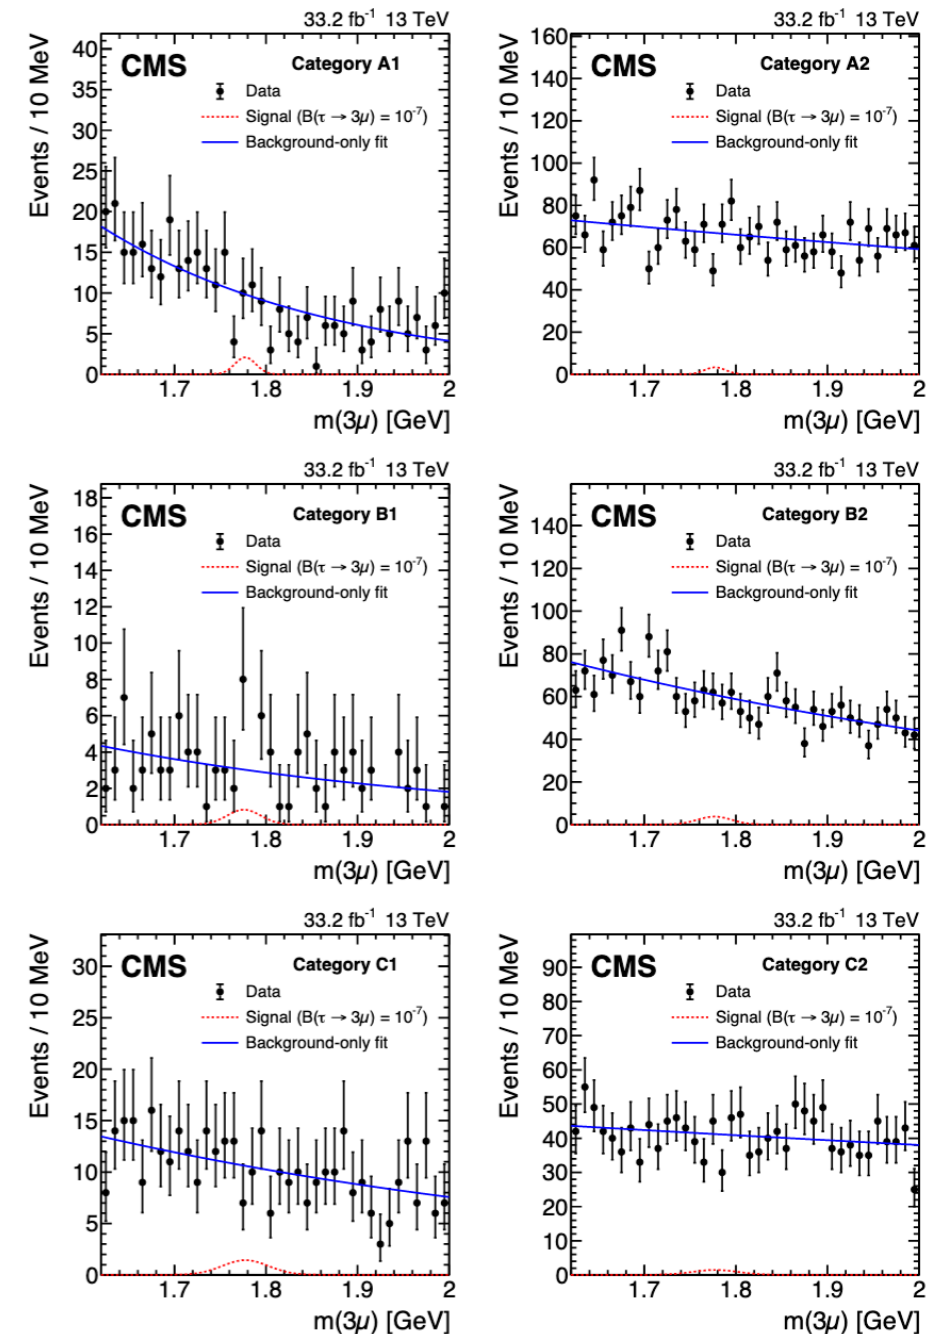 33.2 fb⁻¹ 13 TeV
CMS
Category A1
Data
Signal (B(τ → 3μ) = 10⁻⁷)
Background-only fit
Events / 10 MeV
40
35
30
25
20
15
10
5
0
1.7 1.8 1.9 2
m(3μ) [GeV]
33.2 fb⁻¹ 13 TeV
CMS
Category A2
Data
Signal (B(τ → 3μ) = 10⁻⁷)
Background-only fit
Events / 10 MeV
160
140
120
100
80
60
40
20
0
1.7 1.8 1.9 2
m(3μ) [GeV]
33.2 fb⁻¹ 13 TeV
CMS
Category B1
Data
Signal (B(τ → 3μ) = 10⁻⁷)
Background-only fit
Events / 10 MeV
18
16
14
12
10
8
6
4
2
0
1.7 1.8 1.9 2
m(3μ) [GeV]
33.2 fb⁻¹ 13 TeV
CMS
Category B2
Data
Signal (B(τ → 3μ) = 10⁻⁷)
Background-only fit
Events / 10 MeV
140
120
100
80
60
40
20
0
1.7 1.8 1.9 2
m(3μ) [GeV]
33.2 fb⁻¹ 13 TeV
CMS
Category C1
Data
Signal (B(τ → 3μ) = 10⁻⁷)
Background-only fit
Events / 10 MeV
30
25
20
15
10
5
0
1.7 1.8 1.9 2
m(3μ) [GeV]
33.2 fb⁻¹ 13 TeV
CMS
Category C2
Data
Signal (B(τ → 3μ) = 10⁻⁷)
Background-only fit
Events / 10 MeV
90
80
70
60
50
40
30
20
10
0
1.7 1.8 1.9 2
m(3μ) [GeV]